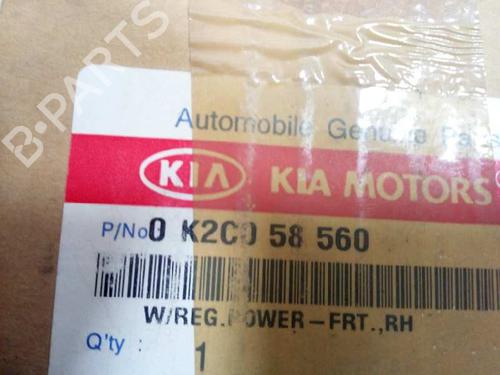 B-PARTS
Automobile Genuine Parts
KIA KIA MOTORS
P/No 0 K2C0 58 560
W/REG.POWER-FRT.,RH
Q'ty : 1